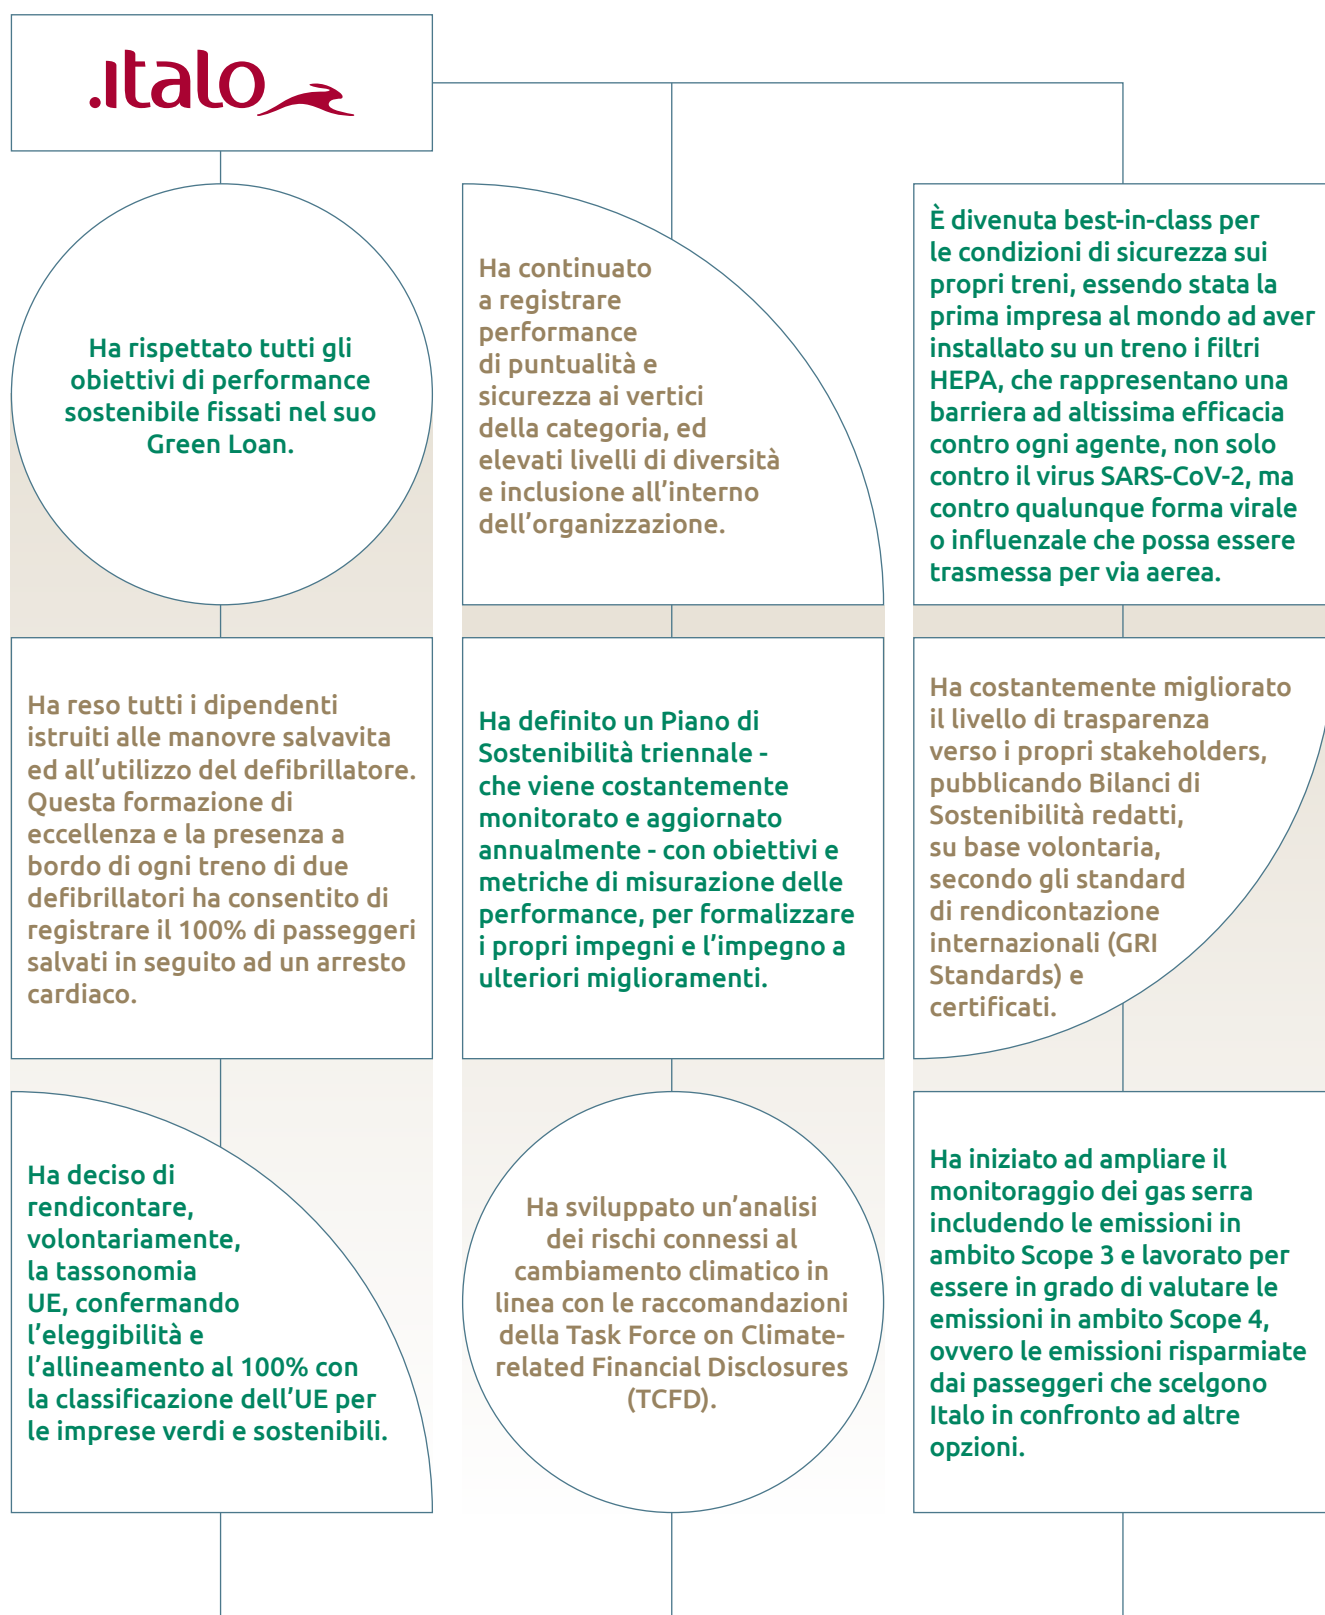 .italo
Ha rispettato tutti gli
obiettivi di performance
sostenibile fissati nel suo
Green Loan.
Ha continuato
a registrare
performance
di puntualità e
sicurezza ai vertici
della categoria, ed
elevati livelli di diversità
e inclusione all'interno
dell'organizzazione.
È divenuta best-in-class per
le condizioni di sicurezza sui
propri treni, essendo stata la
prima impresa al mondo ad aver
installato su un treno i filtri
HEPA, che rappresentano una
barriera ad altissima efficacia
contro ogni agente, non solo
contro il virus SARS-CoV-2, ma
contro qualunque forma virale
o influenzale che possa essere
trasmessa per via aerea.
Ha reso tutti i dipendenti
istruiti alle manovre salvavita
ed all'utilizzo del defibrillatore.
Questa formazione di
eccellenza e la presenza a
bordo di ogni treno di due
defibrillatori ha consentito di
registrare il 100% di passeggeri
salvati in seguito ad un arresto
cardiaco.
Ha definito un Piano di
Sostenibilità triennale -
che viene costantemente
monitorato e aggiornato
annualmente - con obiettivi e
metriche di misurazione delle
performance, per formalizzare
i propri impegni e l'impegno a
ulteriori miglioramenti.
Ha costantemente migliorato
il livello di trasparenza
verso i propri stakeholders,
pubblicando Bilanci di
Sostenibilità redatti,
su base volontaria,
secondo gli standard
di rendicontazione
internazionali (GRI
Standards) e
certificati.
Ha deciso di
rendicontare,
volontariamente,
la tassonomia
UE, confermando
l'eleggibilità e
l'allineamento al 100% con
la classificazione dell'UE per
le imprese verdi e sostenibili.
Ha sviluppato un'analisi
dei rischi connessi al
cambiamento climatico in
linea con le raccomandazioni
della Task Force on Climate-
related Financial Disclosures
(TCFD).
Ha iniziato ad ampliare il
monitoraggio dei gas serra
includendo le emissioni in
ambito Scope 3 e lavorato per
essere in grado di valutare le
emissioni in ambito Scope 4,
ovvero le emissioni risparmiate
dai passeggeri che scelgono
Italo in confronto ad altre
opzioni.